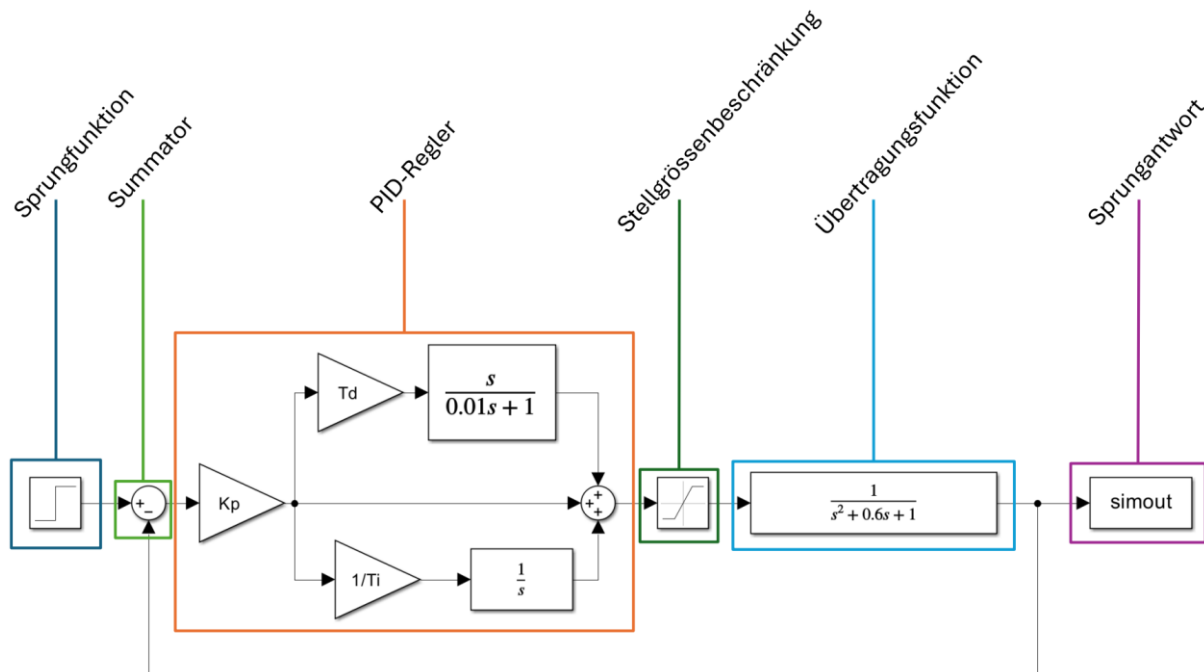 Sprungfunktion
Summator
PID-Regler
Stellgrössenbeschränkung
Übertragungsfunktion
Sprungantwort
Td
s
0.01s + 1
+
−
Kp
+
+
+
1
s² + 0.6s + 1
simout
1/Ti
1
s